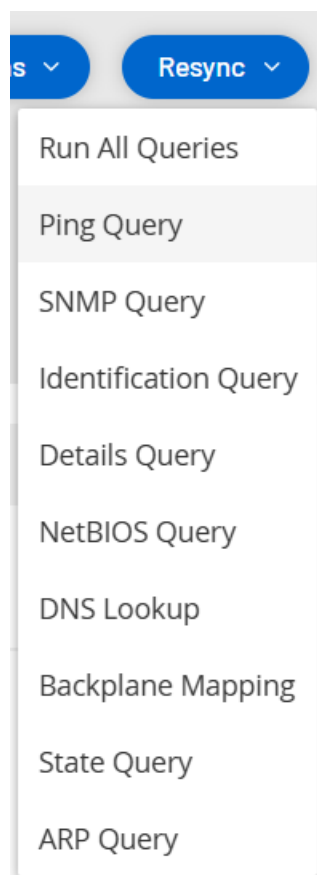 s Resync
Run All Queries
Ping Query
SNMP Query
Identification Query
Details Query
NetBIOS Query
DNS Lookup
Backplane Mapping
State Query
ARP Query